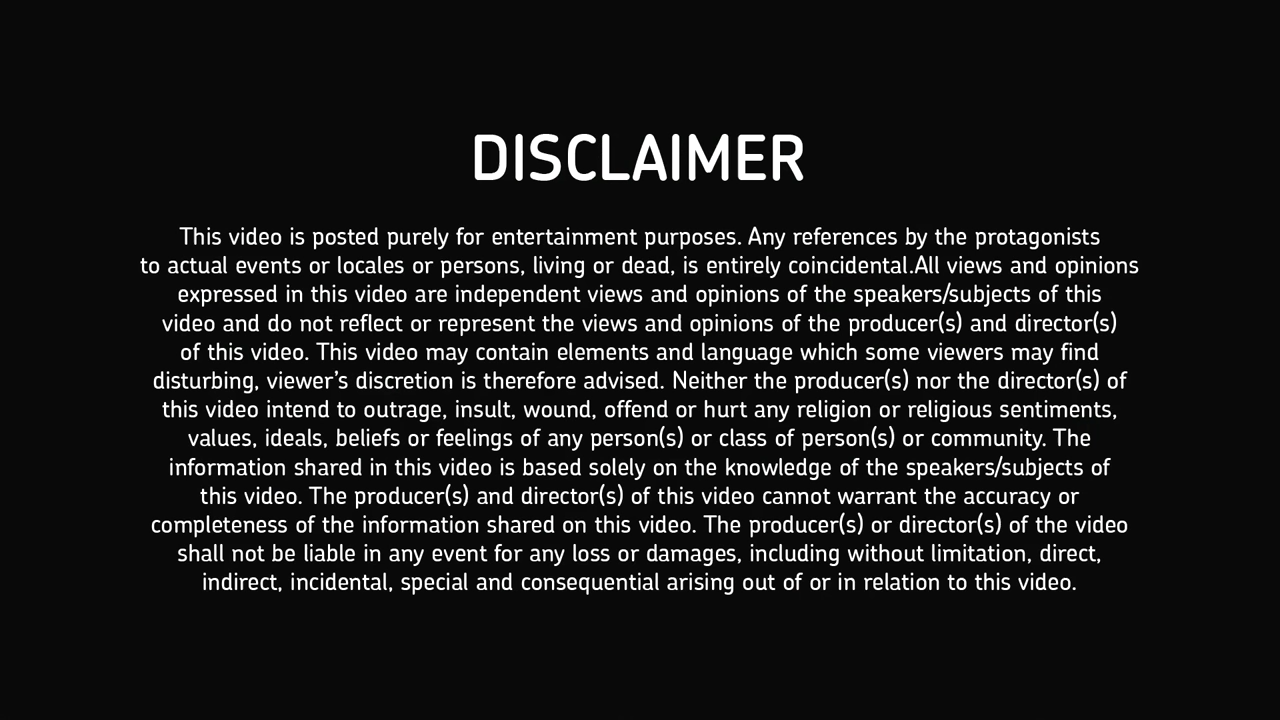 DISCLAIMER
This video is posted purely for entertainment purposes. Any references by the protagonists
to actual events or locales or persons, living or dead, is entirely coincidental.All views and opinions
expressed in this video are independent views and opinions of the speakers/subjects of this
video and do not reflect or represent the views and opinions of the producer(s) and director(s)
of this video. This video may contain elements and language which some viewers may find
disturbing, viewer’s discretion is therefore advised. Neither the producer(s) nor the director(s) of
this video intend to outrage, insult, wound, offend or hurt any religion or religious sentiments,
values, ideals, beliefs or feelings of any person(s) or class of person(s) or community. The
information shared in this video is based solely on the knowledge of the speakers/subjects of
this video. The producer(s) and director(s) of this video cannot warrant the accuracy or
completeness of the information shared on this video. The producer(s) or director(s) of the video
shall not be liable in any event for any loss or damages, including without limitation, direct,
indirect, incidental, special and consequential arising out of or in relation to this video.